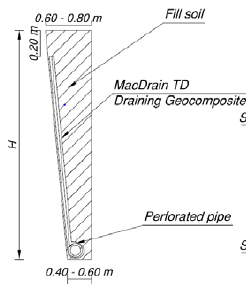 Fill soil
0.60 - 0.80 m
0.20 m
MacDrain TD
Draining Geocomposite
S
H
Perforated pipe
S
0.40 - 0.60 m